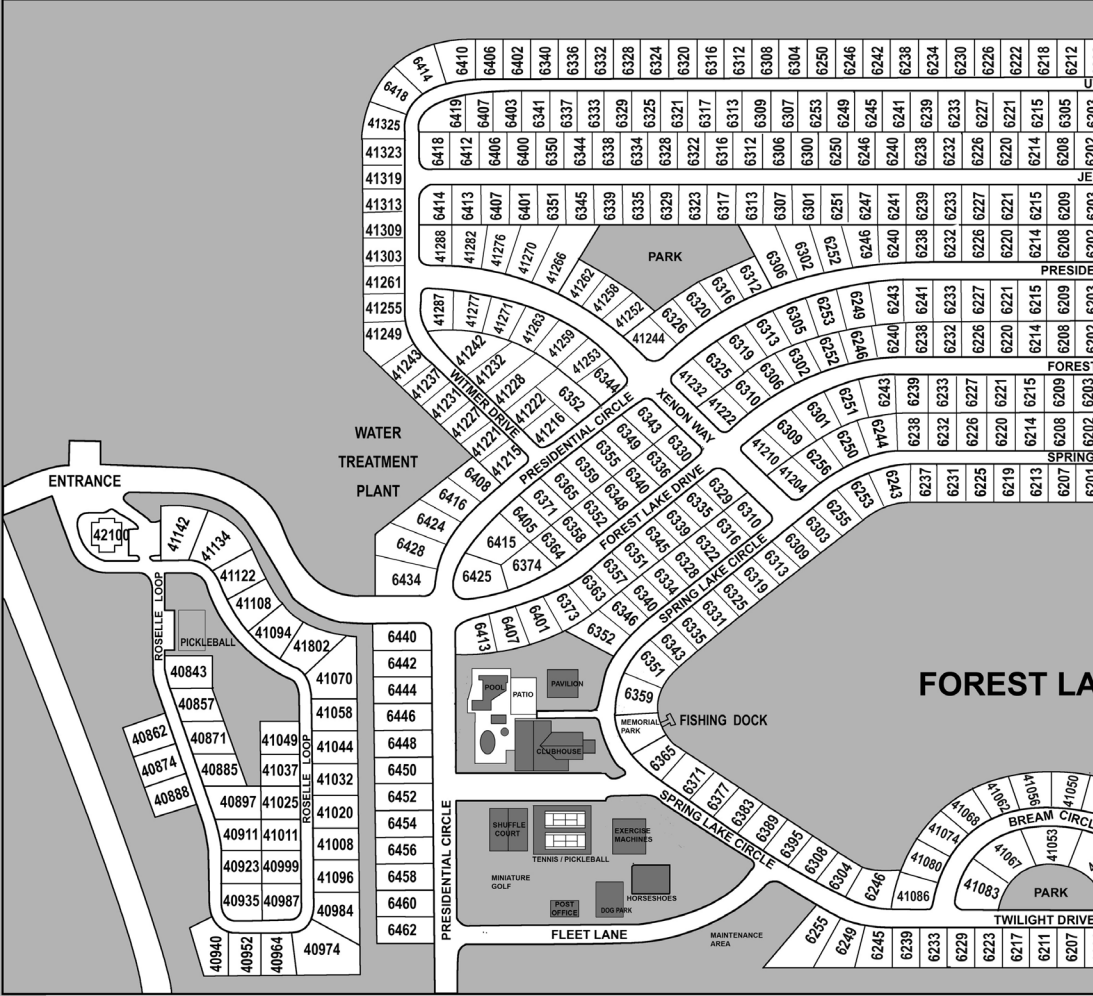 6410 6406 6402 6340 6336 6332 6328 6324 6320 6316 6312 6308 6304 6250 6246 6242 6238 6234 6230 6226 6222 6218 6212
6414
6418
U
41325
6419 6407 6403 6341 6337 6333 6329 6325 6321 6317 6313 6309 6307 6253 6249 6245 6241 6239 6233 6227 6221 6215 6305 6203
41323
6418 6412 6406 6400 6350 6344 6338 6334 6328 6322 6316 6312 6306 6300 6250 6246 6240 6238 6232 6226 6220 6214 6208 6202
41319
JE
41313
6414 6413 6407 6401 6351 6345 6339 6335 6329 6323 6317 6313 6307 6301 6251 6247 6241 6239 6233 6227 6221 6215 6209 6203
41309
41288 41282 41276 41270 41266 41262 41258 41252 41244 6326 6320 6316 6312 6306 6302 6252 6246 6240 6238 6232 6226 6220 6214 6208 6202
PARK
41303
PRESIDE
41261
41255
41249
41287 41277 41271 41263 41259 41253 6344
6325 6319 6313 6305 6253 6249 6243 6241 6233 6227 6221 6215 6209 6203
41243
41237
41231
41227
41221
41215
WITMER DRIVE
41242 41232 41228 41222 41216 6352
41232 41222 6310 6306 6302 6252 6246 6240 6238 6232 6226 6220 6214 6208 6202
FOREST
XENON WAY
PRESIDENTIAL CIRCLE
6343 6349 6355 6359 6365 6371 6405 6415 6425
6330 6336 6340 6348 6352 6358 6364 6374
6309 6301 6251 6243 6239 6233 6227 6221 6215 6209 6203
41210 41204 6256 6250 6244 6238 6232 6226 6220 6214 6208 6202
SPRING
WATER
TREATMENT
PLANT
6408
6416
6424
6428
6434
FOREST LAKE DRIVE
6329 6335 6339 6345 6351 6357 6363 6373 6401 6407 6413
6310 6316 6322 6328 6334 6340 6346 6352
SPRING LAKE CIRCLE
6237 6231 6225 6219 6213 6207 6201
6243
6253
6255
6303
6309
6313
6319
6325
6331
6335
6343
6351
6359
ENTRANCE
42100
41142
41134
41122
41108
41094
41802
41070
ROSELLE LOOP
PICKLEBALL
40843
40857
40871
40885
40862
40874
40888
41058
41044
41032
41020
41008
41096
40984
ROSELLE LOOP
41049
41037
40897 41025
40911 41011
40923 40999
40935 40987
40940 40952 40964 40974
6440
6442
6444
6446
6448
6450
6452
6454
6456
6458
6460
6462
PRESIDENTIAL CIRCLE
POOL
PATIO
PAVILION
CLUBHOUSE
MEMORIAL
PARK
FISHING DOCK
FOREST LA
6365
6371
6377
6383
6389
6395
6308
6304
6246
SPRING LAKE CIRCLE
SHUFFLE
COURT
TENNIS / PICKLEBALL
EXERCISE
MACHINES
MINIATURE
GOLF
HORSESHOES
POST
OFFICE
DOG PARK
FLEET LANE
MAINTENANCE
AREA
41086
41080
41074
41068
41062
41056
41050
BREAM CIRCL
41083
41067
41053
PARK
TWILIGHT DRIVE
6255 6249 6245 6239 6233 6229 6223 6217 6211 6207